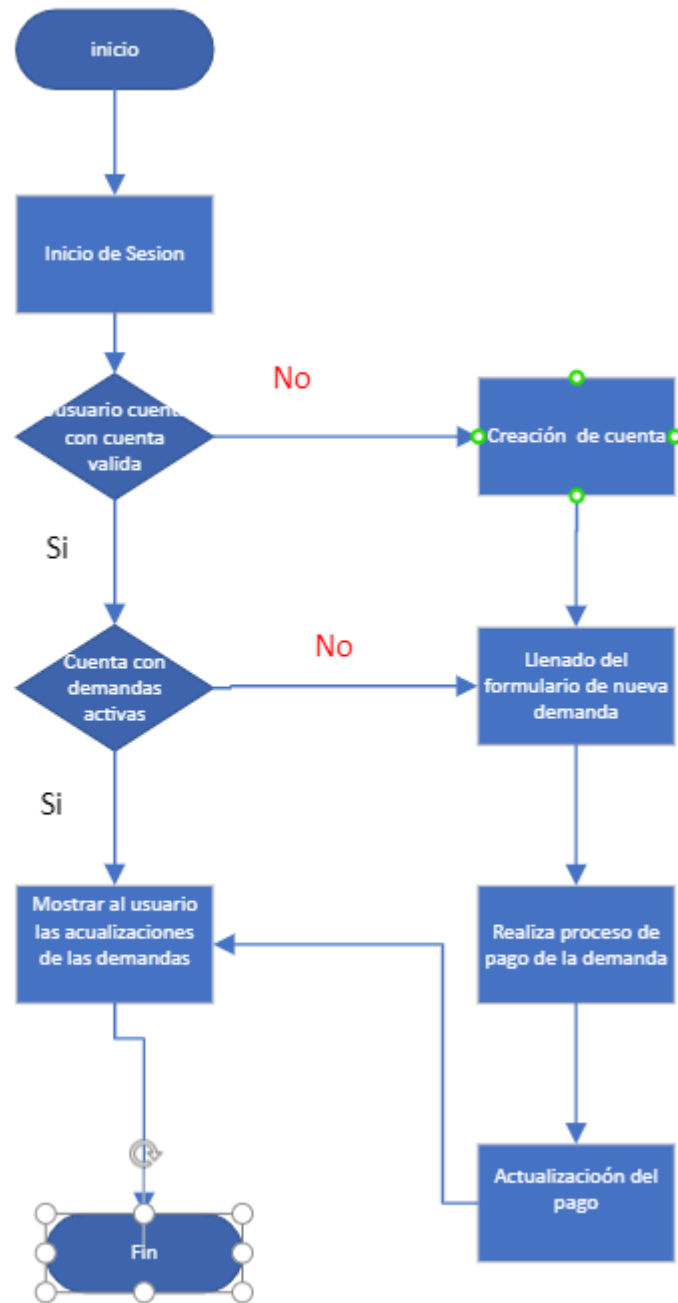 inicio
Inicio de Sesion
No
usuario cuent
con cuenta
valida
Creación de cuenta
Si
No
Cuenta con
demandas
activas
Llenado del
formulario de nueva
demanda
Si
Mostrar al usuario
las acualizaciones
de las demandas
Realiza proceso de
pago de la demanda
Actualizacioón del
pago
Fin